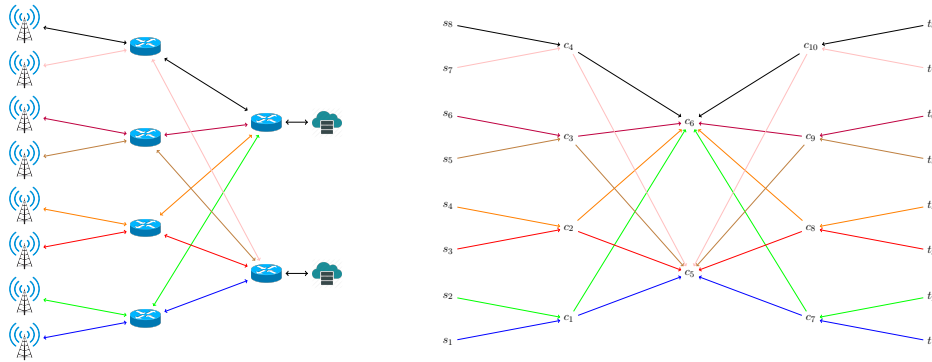 s₈
t
c₄
c₁₀
s₇
t
s₆
t
c₆
c₃
c₉
s₅
t
s₄
t
c₂
c₈
s₃
t
c₅
s₂
t
c₁
c₇
s₁
t